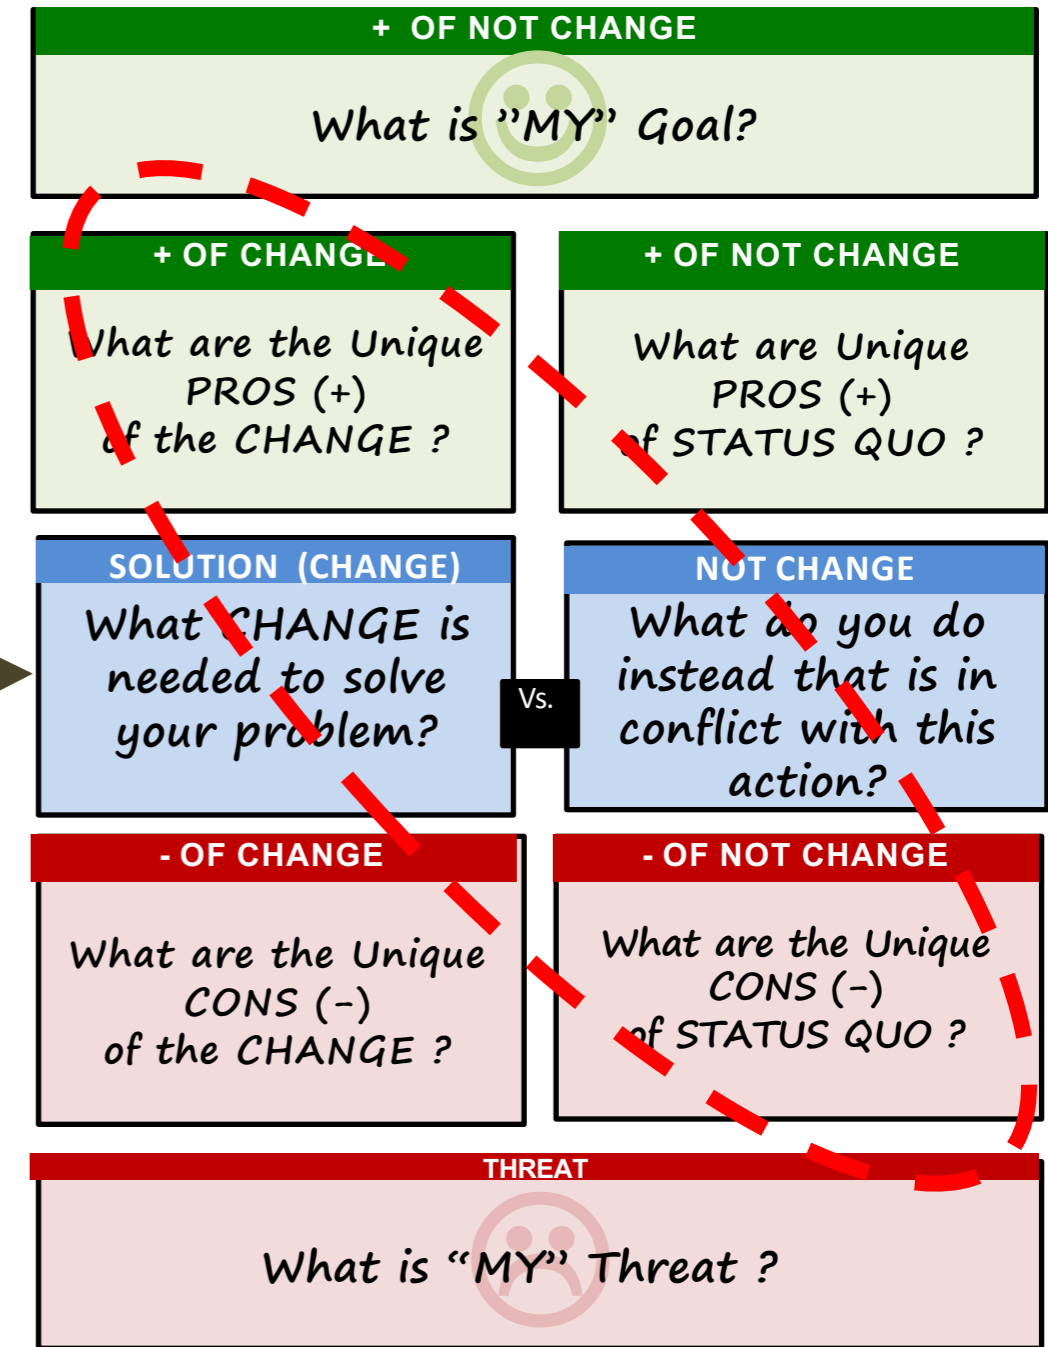 + OF NOT CHANGE
What is ”MY” Goal?
+ OF CHANGE
What are the Unique
PROS (+)
of the CHANGE ?
+ OF NOT CHANGE
What are Unique
PROS (+)
of STATUS QUO ?
SOLUTION (CHANGE)
What CHANGE is
needed to solve
your problem?
Vs.
NOT CHANGE
What do you do
instead that is in
conflict with this
action?
- OF CHANGE
What are the Unique
CONS (-)
of the CHANGE ?
- OF NOT CHANGE
What are the Unique
CONS (-)
of STATUS QUO ?
THREAT
What is “MY” Threat ?